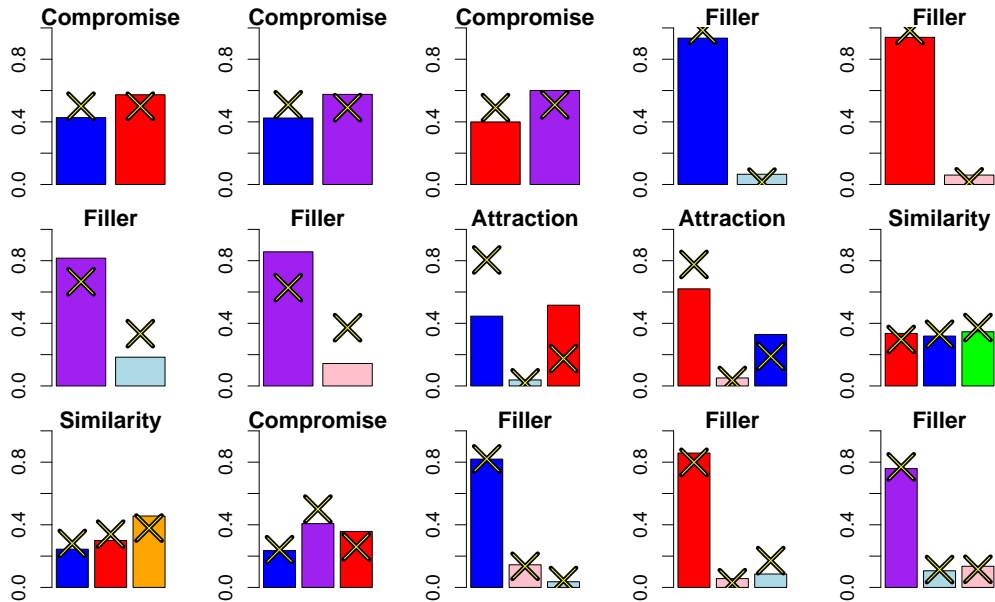 Compromise Compromise Compromise Filler Filler
0.0 0.4 0.8 0.0 0.4 0.8 0.0 0.4 0.8 0.0 0.4 0.8 0.0 0.4 0.8
Filler Filler Attraction Attraction Similarity
0.0 0.4 0.8 0.0 0.4 0.8 0.0 0.4 0.8 0.0 0.4 0.8 0.0 0.4 0.8
Similarity Compromise Filler Filler Filler
0.0 0.4 0.8 0.0 0.4 0.8 0.0 0.4 0.8 0.0 0.4 0.8 0.0 0.4 0.8